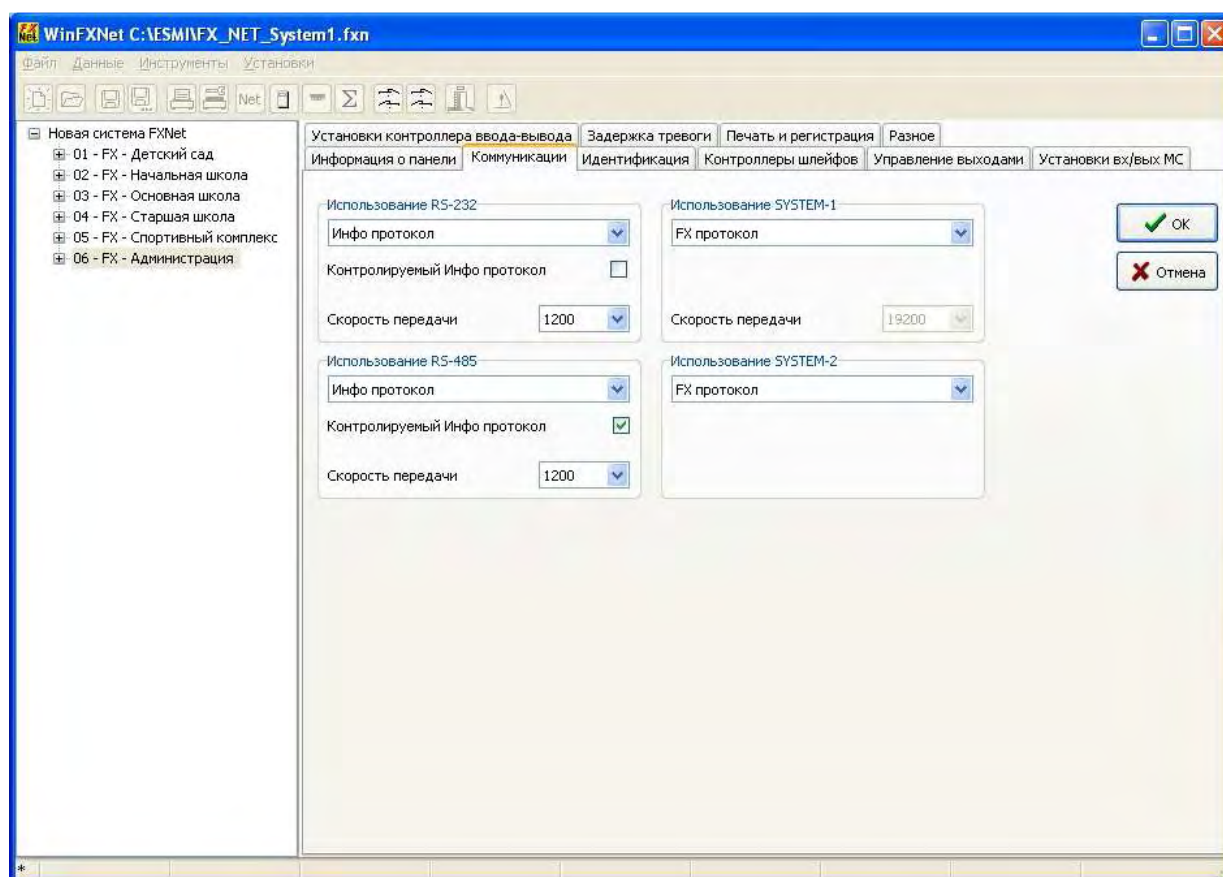 WinFXNet C:\ESMI\FX_NET_System1.fxn
Файл Данные Инструменты Установки
Net
Новая система FXNet
01 - FX - Детский сад
02 - FX - Начальная школа
03 - FX - Основная школа
04 - FX - Старшая школа
05 - FX - Спортивный комплекс
06 - FX - Администрация
Установки контроллера ввода-вывода Задержка тревоги Печать и регистрация Разное
Информация о панели Коммуникации Идентификация Контроллеры шлейфов Управление выходами Установки вх/вых МС
Использование RS-232
Инфо протокол
Контролируемый Инфо протокол
Скорость передачи 1200
Использование SYSTEM-1
FX протокол
Скорость передачи 19200
OK
Отмена
Использование RS-485
Инфо протокол
Контролируемый Инфо протокол
Скорость передачи 1200
Использование SYSTEM-2
FX протокол
*